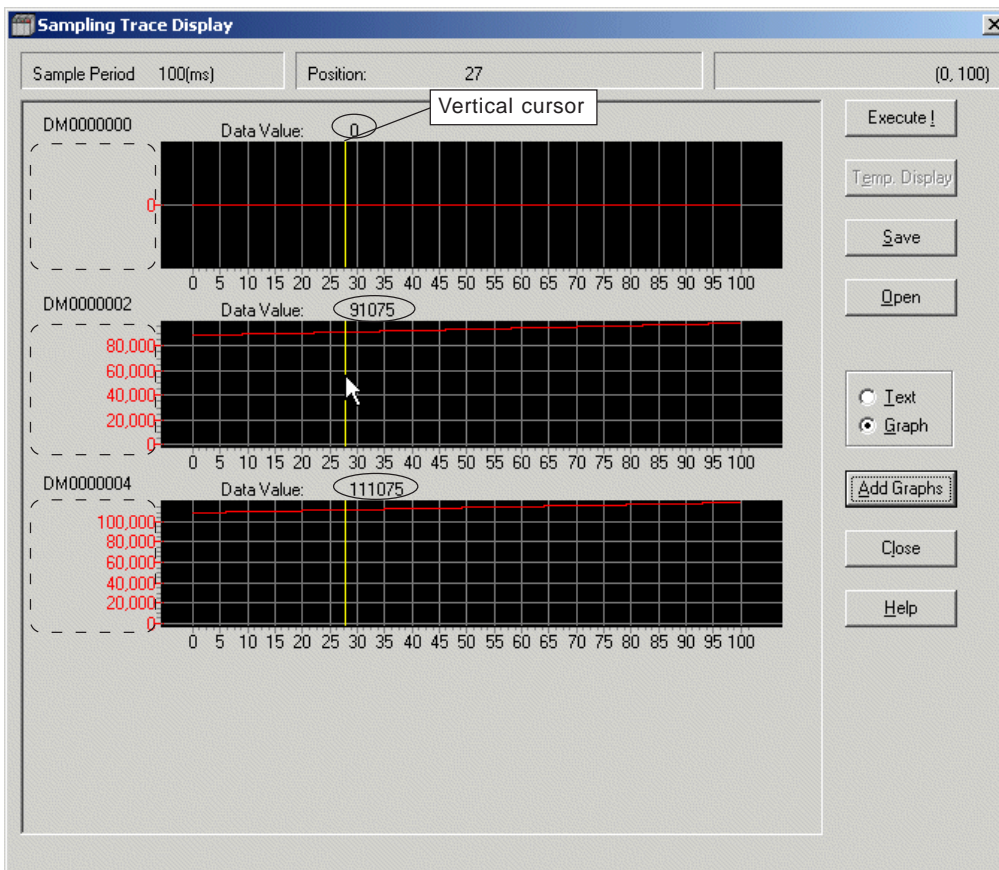 Sampling Trace Display
Sample Period 100(ms) Position: 27 (0, 100)
Vertical cursor
DM0000000 Data Value: 0
0
0 5 10 15 20 25 30 35 40 45 50 55 60 65 70 75 80 85 90 95 100
DM0000002 Data Value: 91075
80,000
60,000
40,000
20,000
0
0 5 10 15 20 25 30 35 40 45 50 55 60 65 70 75 80 85 90 95 100
DM0000004 Data Value: 111075
100,000
80,000
60,000
40,000
20,000
0
0 5 10 15 20 25 30 35 40 45 50 55 60 65 70 75 80 85 90 95 100
Execute !
Temp. Display
Save
Open
Text
Graph
Add Graphs
Close
Help